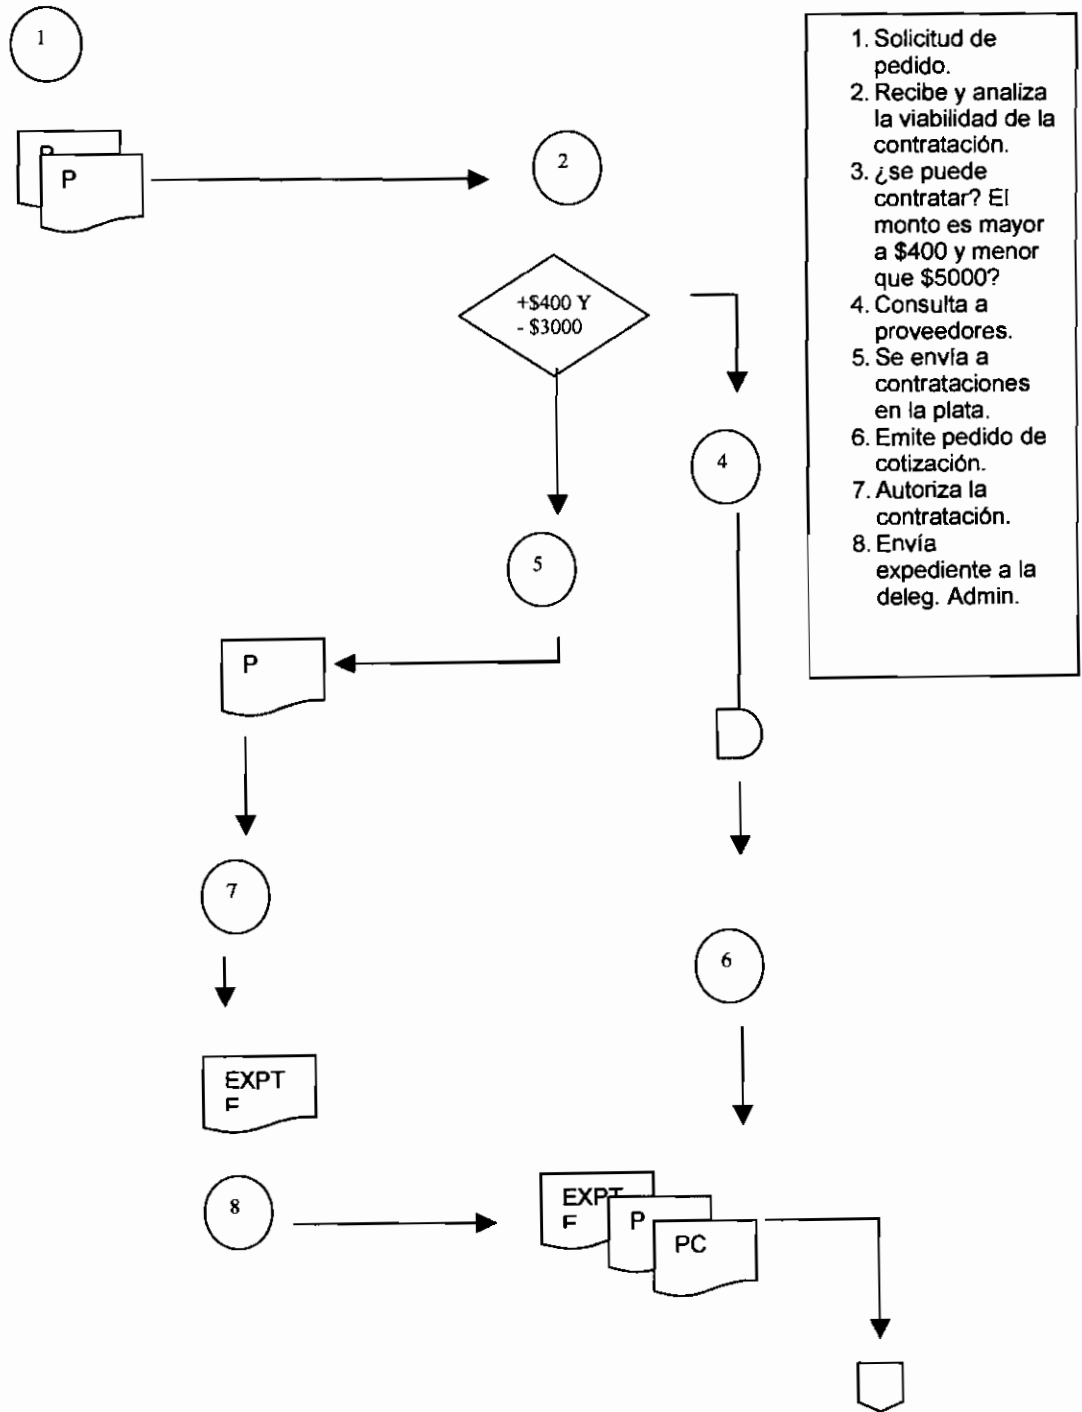 1
P
P
2
+$400 Y
- $3000
4
5
P
7
6
EXPT
E
8
EXPT
E
P
PC
1. Solicitud de
pedido.
2. Recibe y analiza
la viabilidad de la
contratación.
3. ¿se puede
contratar? El
monto es mayor
a $400 y menor
que $5000?
4. Consulta a
proveedores.
5. Se envía a
contrataciones
en la plata.
6. Emite pedido de
cotización.
7. Autoriza la
contratación.
8. Envía
expediente a la
deleg. Admin.